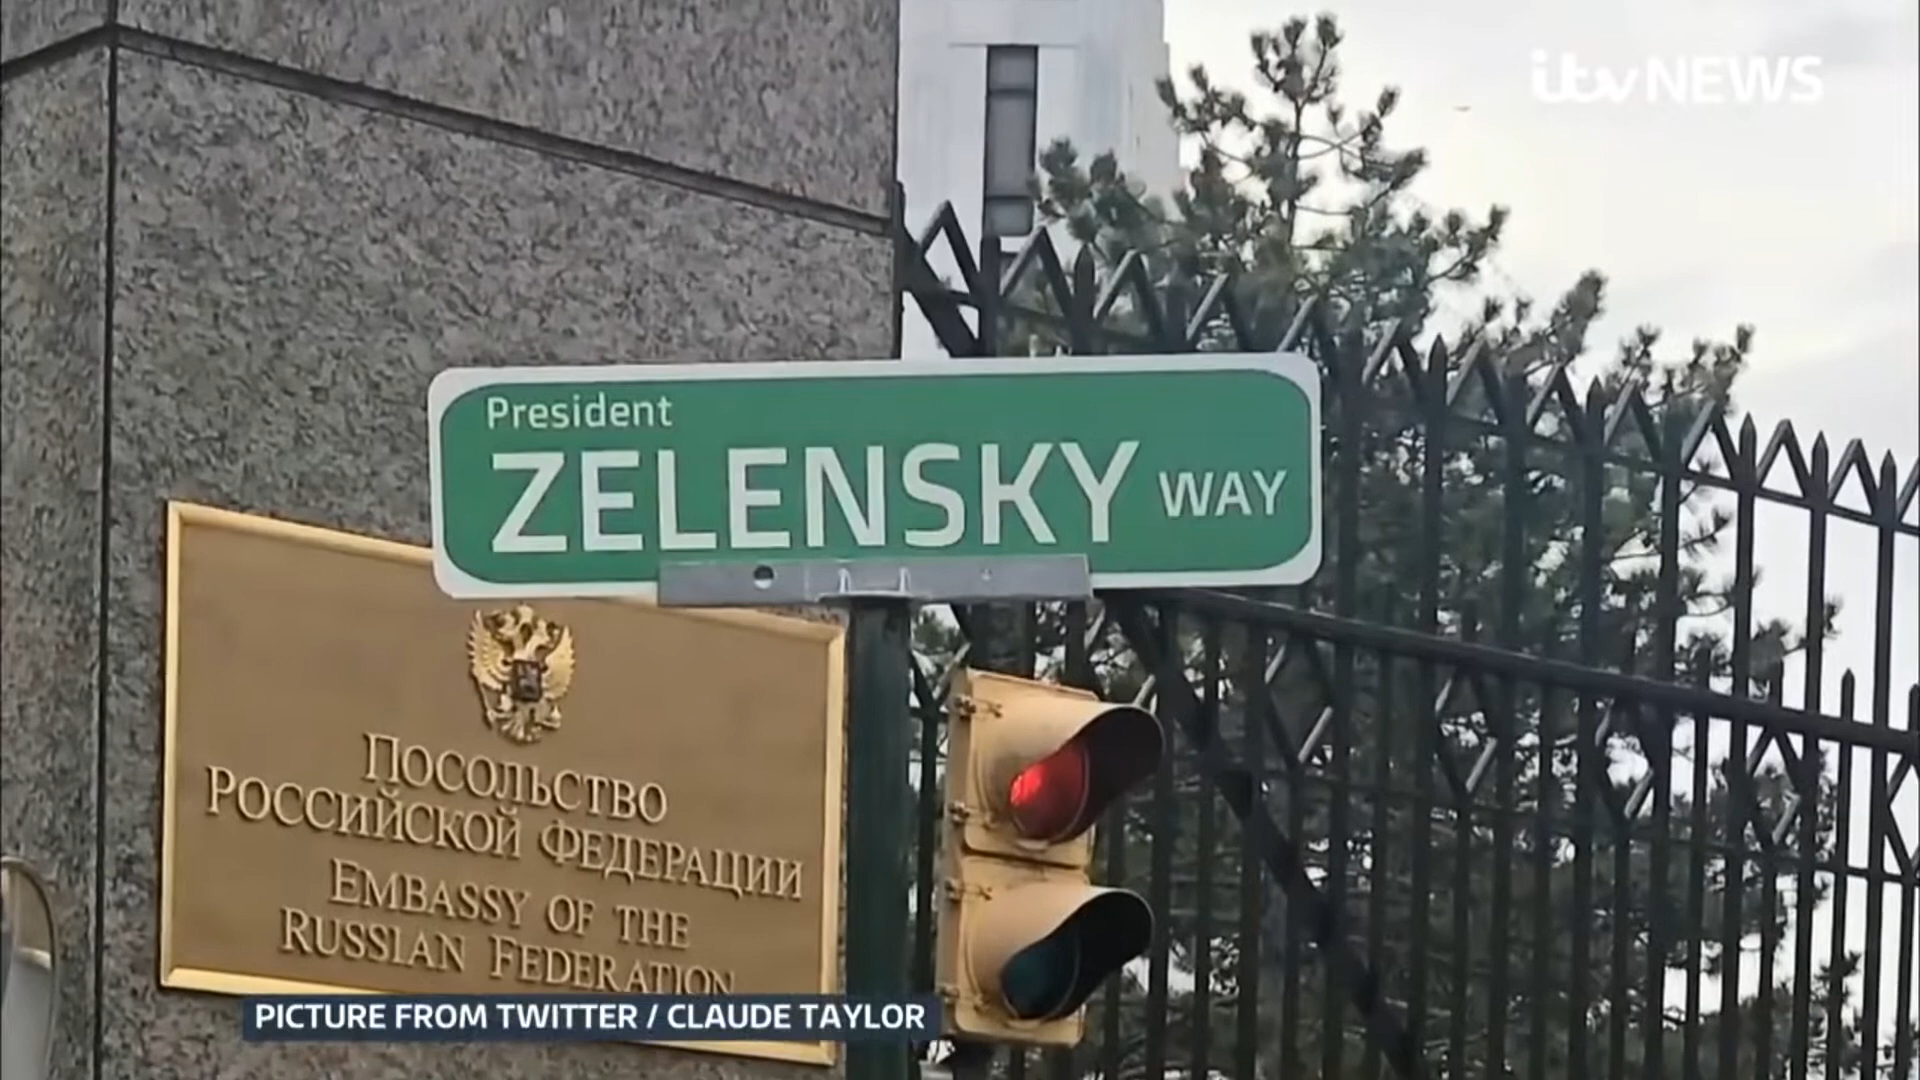 itv NEWS
President
ZELENSKY WAY
ПОСОЛЬСТВО
РОССИЙСКОЙ ФЕДЕРАЦИИ
EMBASSY OF THE
RUSSIAN FEDERATION
PICTURE FROM TWITTER / CLAUDE TAYLOR